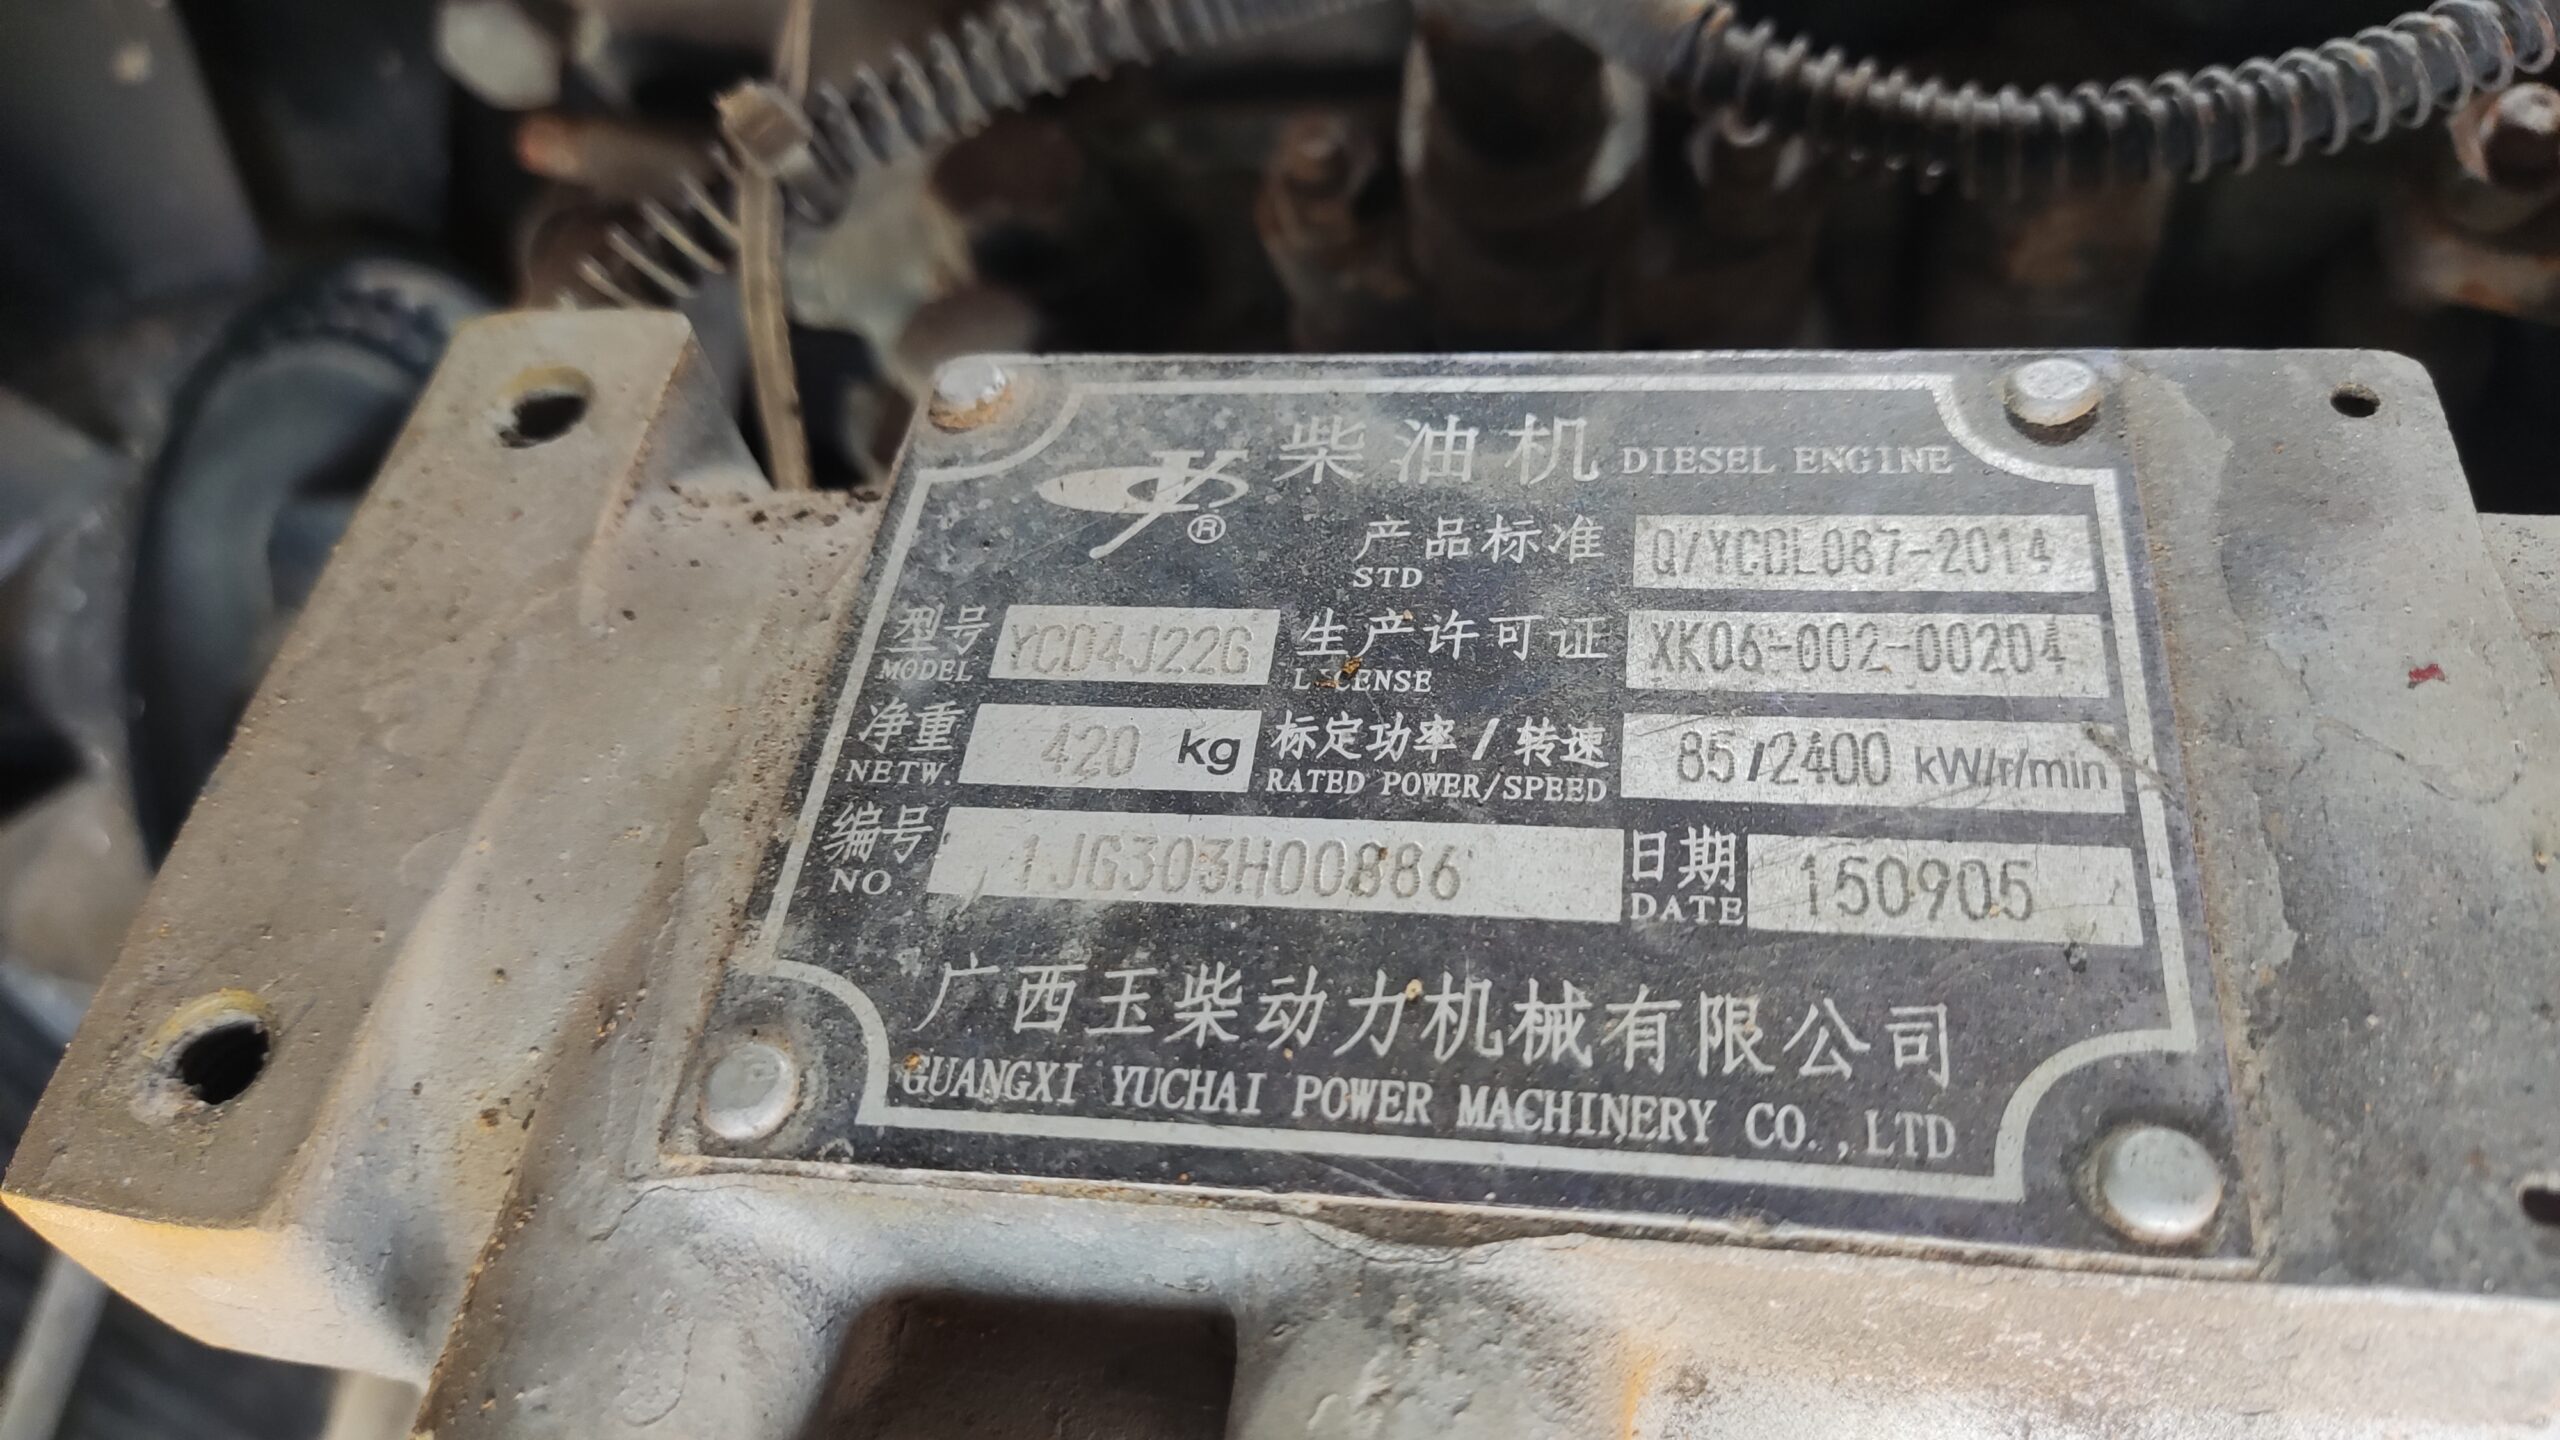 柴油机 DIESEL ENGINE
®
产品标准 Q/YCDL087-2014
STD
型号 YCD4J22G 生产许可证 XK06-002-00204
MODEL LICENSE
净重 420 kg 标定功率/转速 85/2400 kW/r/min
NETW. RATED POWER/SPEED
编号 1JG303H00886 日期 150905
NO. DATE
广西玉柴动力机械有限公司
GUANGXI YUCHAI POWER MACHINERY CO.,LTD